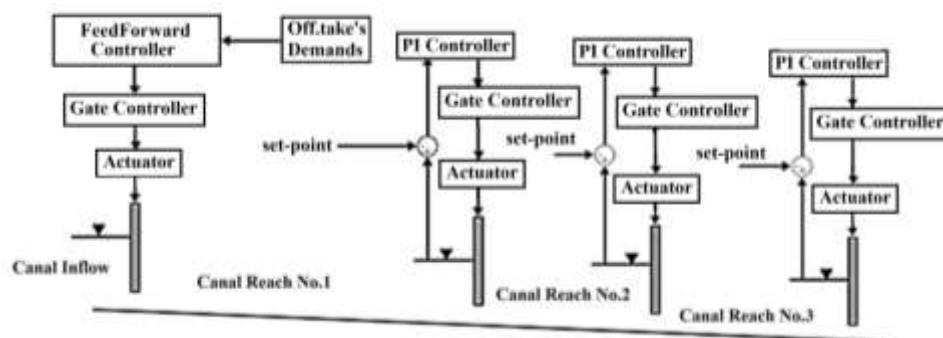 FeedForward
Controller
Off.take's
Demands
Gate Controller
Actuator
Canal Inflow
Canal Reach No.1
PI Controller
Gate Controller
set-point
Actuator
Canal Reach No.2
PI Controller
Gate Controller
set-point
Actuator
Canal Reach No.3
PI Controller
Gate Controller
set-point
Actuator